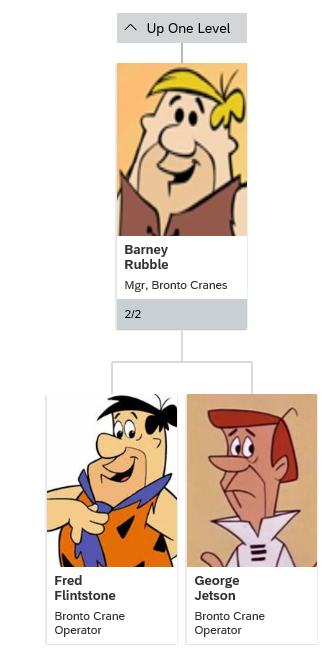 Up One Level
Barney
Rubble
Mgr, Bronto Cranes
2/2
Fred
Flintstone
Bronto Crane
Operator
George
Jetson
Bronto Crane
Operator